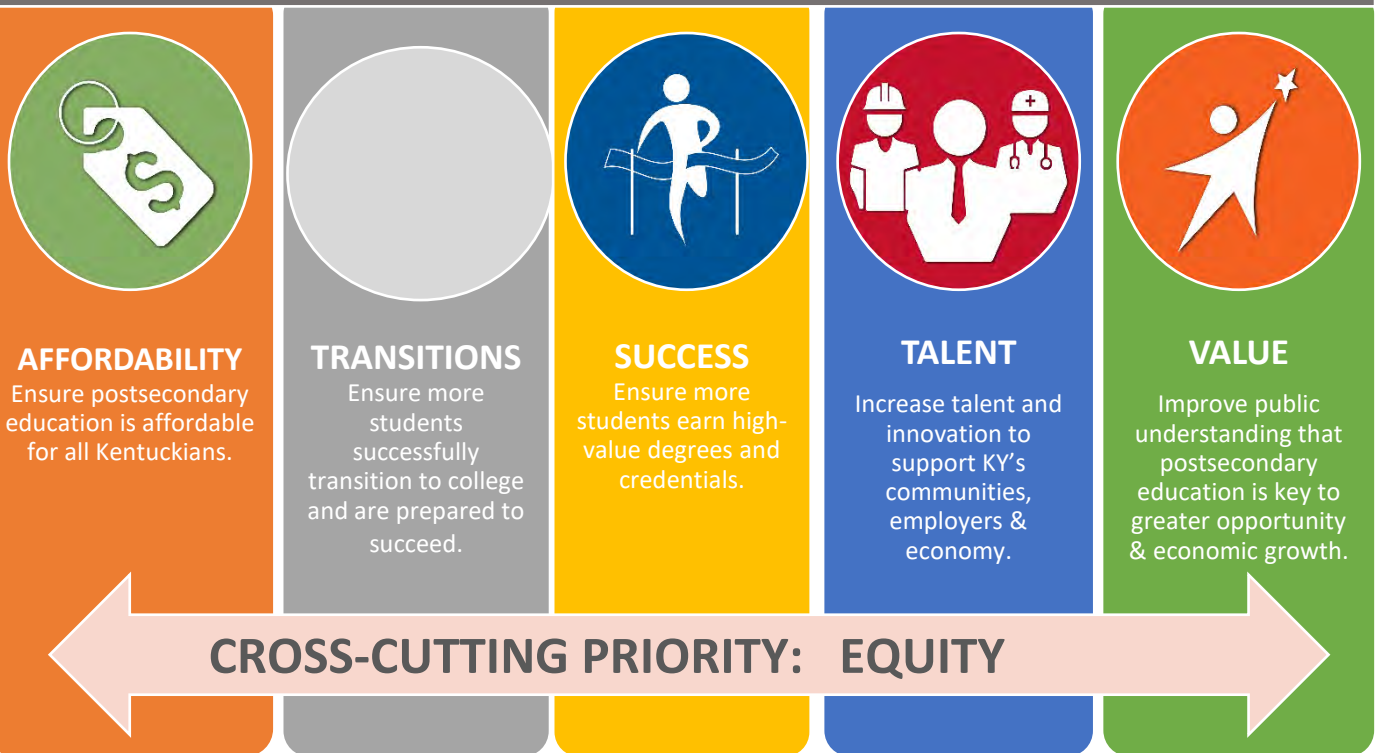 $
AFFORDABILITY
Ensure postsecondary
education is affordable
for all Kentuckians.
TRANSITIONS
Ensure more
students
successfully
transition to college
and are prepared to
succeed.
SUCCESS
Ensure more
students earn high-
value degrees and
credentials.
TALENT
Increase talent and
innovation to
support KY’s
communities,
employers &
economy.
VALUE
Improve public
understanding that
postsecondary
education is key to
greater opportunity
& economic growth.
CROSS-CUTTING PRIORITY: EQUITY